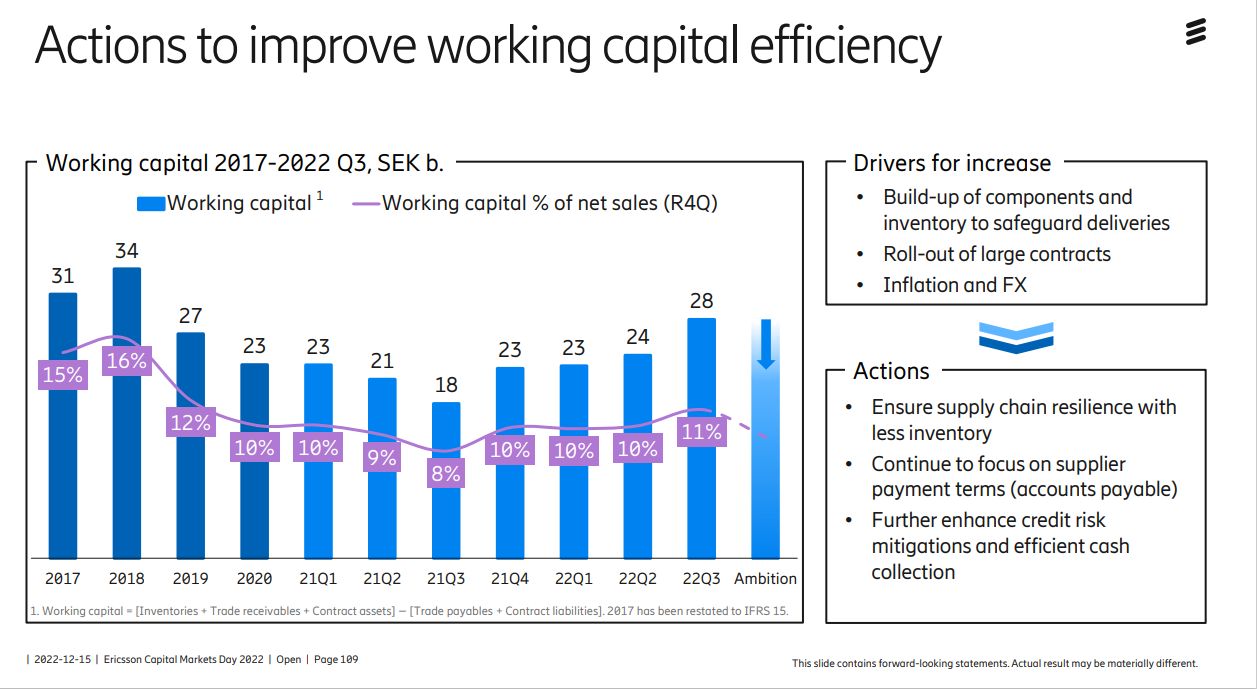 Actions to improve working capital efficiency
Working capital 2017-2022 Q3, SEK b.
Working capital 1
Working capital % of net sales (R4Q)
31
34
27
23
23
21
18
23
23
24
28
15%
16%
12%
10%
10%
9%
8%
10%
10%
10%
11%
2017
2018
2019
2020
21Q1
21Q2
21Q3
21Q4
22Q1
22Q2
22Q3
Ambition
1. Working capital = [Inventories + Trade receivables + Contract assets] – [Trade payables + Contract liabilities]. 2017 has been restated to IFRS 15.
Drivers for increase
• Build-up of components and
inventory to safeguard deliveries
• Roll-out of large contracts
• Inflation and FX
Actions
• Ensure supply chain resilience with
less inventory
• Continue to focus on supplier
payment terms (accounts payable)
• Further enhance credit risk
mitigations and efficient cash
collection
| 2022-12-15 | Ericsson Capital Markets Day 2022 | Open | Page 109
This slide contains forward-looking statements. Actual result may be materially different.